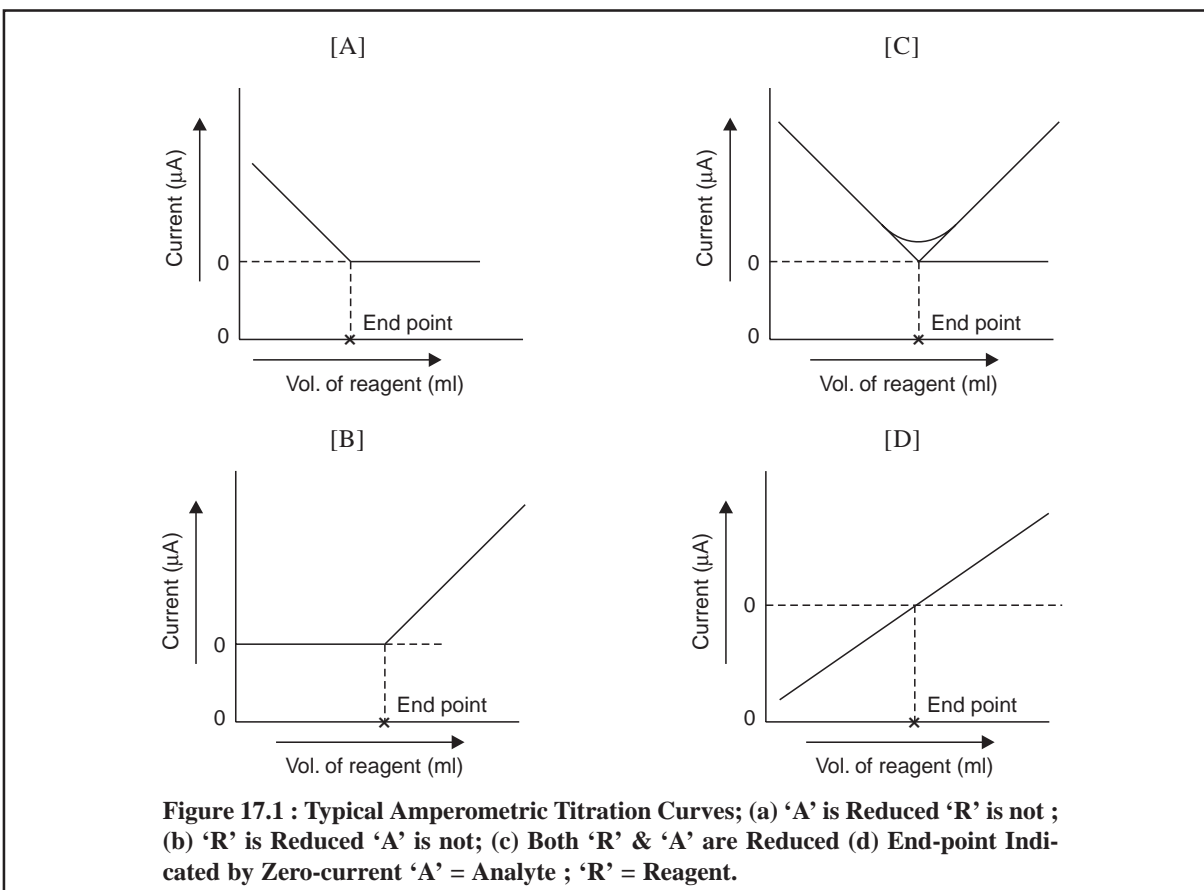 [A]
Current (µA)
0
0
End point
Vol. of reagent (ml)
[C]
Current (µA)
0
0
End point
Vol. of reagent (ml)
[B]
Current (µA)
0
0
End point
Vol. of reagent (ml)
[D]
Current (µA)
0
0
End point
Vol. of reagent (ml)
Figure 17.1 : Typical Amperometric Titration Curves; (a) ‘A’ is Reduced ‘R’ is not ;
(b) ‘R’ is Reduced ‘A’ is not; (c) Both ‘R’ & ‘A’ are Reduced (d) End-point Indi-
cated by Zero-current ‘A’ = Analyte ; ‘R’ = Reagent.